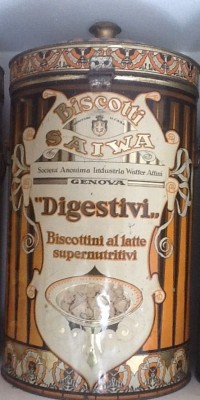 Biscotti
SAIWA
Società Anonima Industria Wafer Affini
GENOVA
"Digestivi„
Biscottini al latte
supernutritivi